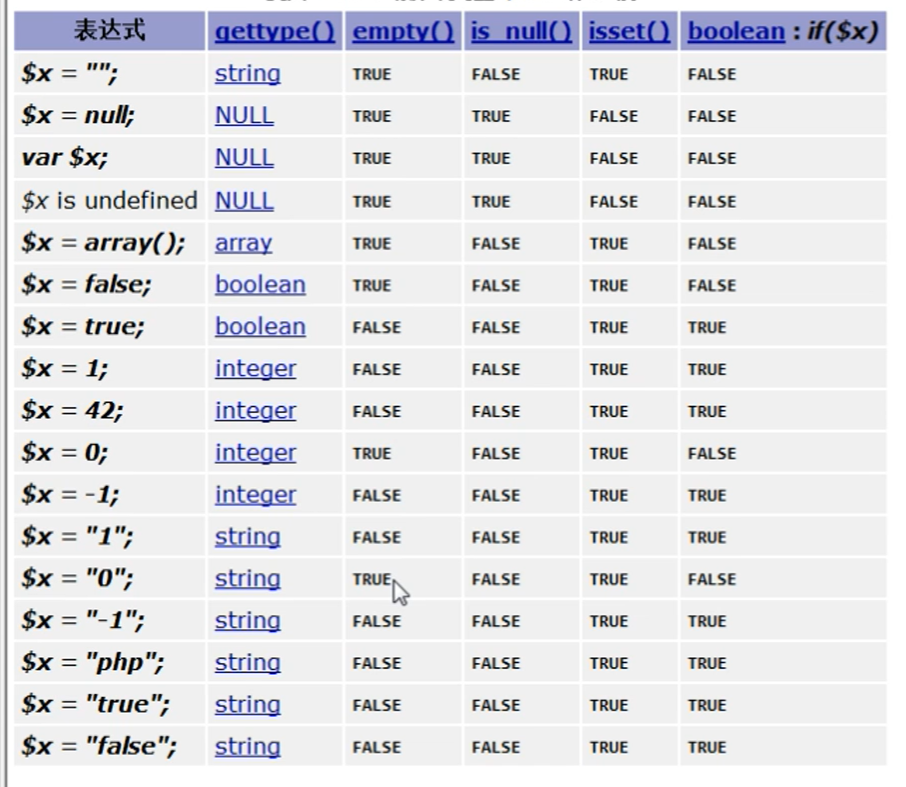 表达式 gettype() empty() is_null() isset() boolean : if($x)
$x = ""; string TRUE FALSE TRUE FALSE
$x = null; NULL TRUE TRUE FALSE FALSE
var $x; NULL TRUE TRUE FALSE FALSE
$x is undefined NULL TRUE TRUE FALSE FALSE
$x = array(); array TRUE FALSE TRUE FALSE
$x = false; boolean TRUE FALSE TRUE FALSE
$x = true; boolean FALSE FALSE TRUE TRUE
$x = 1; integer FALSE FALSE TRUE TRUE
$x = 42; integer FALSE FALSE TRUE TRUE
$x = 0; integer TRUE FALSE TRUE FALSE
$x = -1; integer FALSE FALSE TRUE TRUE
$x = "1"; string FALSE FALSE TRUE TRUE
$x = "0"; string TRUE FALSE TRUE FALSE
$x = "-1"; string FALSE FALSE TRUE TRUE
$x = "php"; string FALSE FALSE TRUE TRUE
$x = "true"; string FALSE FALSE TRUE TRUE
$x = "false"; string FALSE FALSE TRUE TRUE